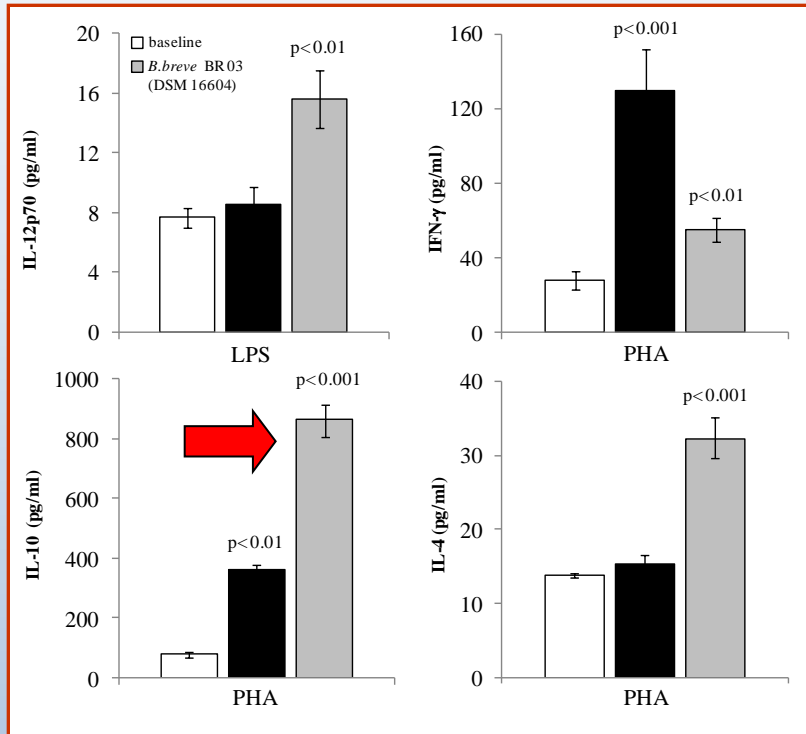 20
16
12
8
4
0
IL-12p70 (pg/ml)
baseline
B.breve BR03
(DSM 16604)
p<0.01
LPS
160
120
80
40
0
IFN-γ (pg/ml)
p<0.001
p<0.01
PHA
1000
800
600
400
200
0
IL-10 (pg/ml)
p<0.01
p<0.001
PHA
40
30
20
10
0
IL-4 (pg/ml)
p<0.001
PHA